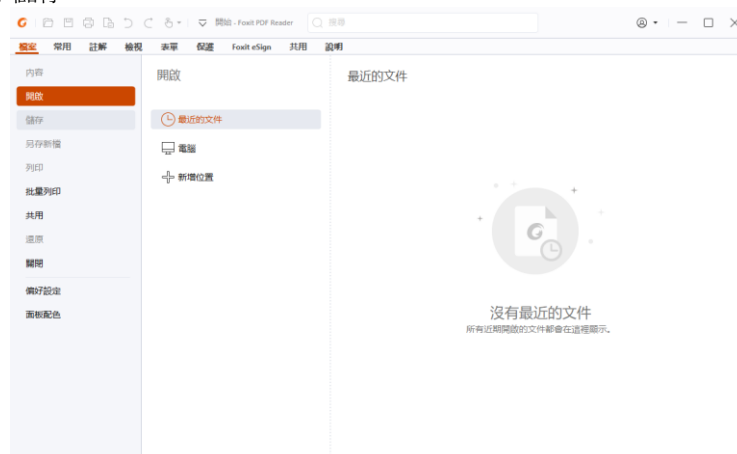 開始 - Foxit PDF Reader
搜尋
檔案 常用 註解 檢視 表單 保護 Foxit eSign 共用 說明
內容
開啟
儲存
另存新檔
列印
批量列印
共用
還原
關閉
偏好設定
面板配色
開啟
最近的文件
電腦
新增位置
最近的文件
沒有最近的文件
所有近期開啟的文件都會在這裡顯示。